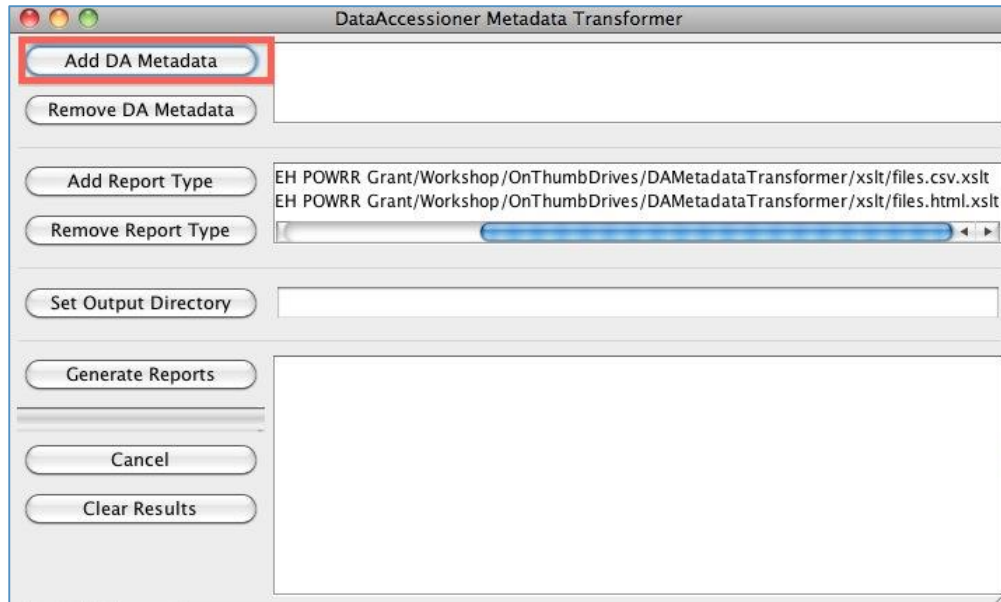 DataAccessioner Metadata Transformer
Add DA Metadata
Remove DA Metadata
Add Report Type
EH POWRR Grant/Workshop/OnThumbDrives/DAMetadataTransformer/xslt/files.csv.xslt
EH POWRR Grant/Workshop/OnThumbDrives/DAMetadataTransformer/xslt/files.html.xslt
Remove Report Type
Set Output Directory
Generate Reports
Cancel
Clear Results